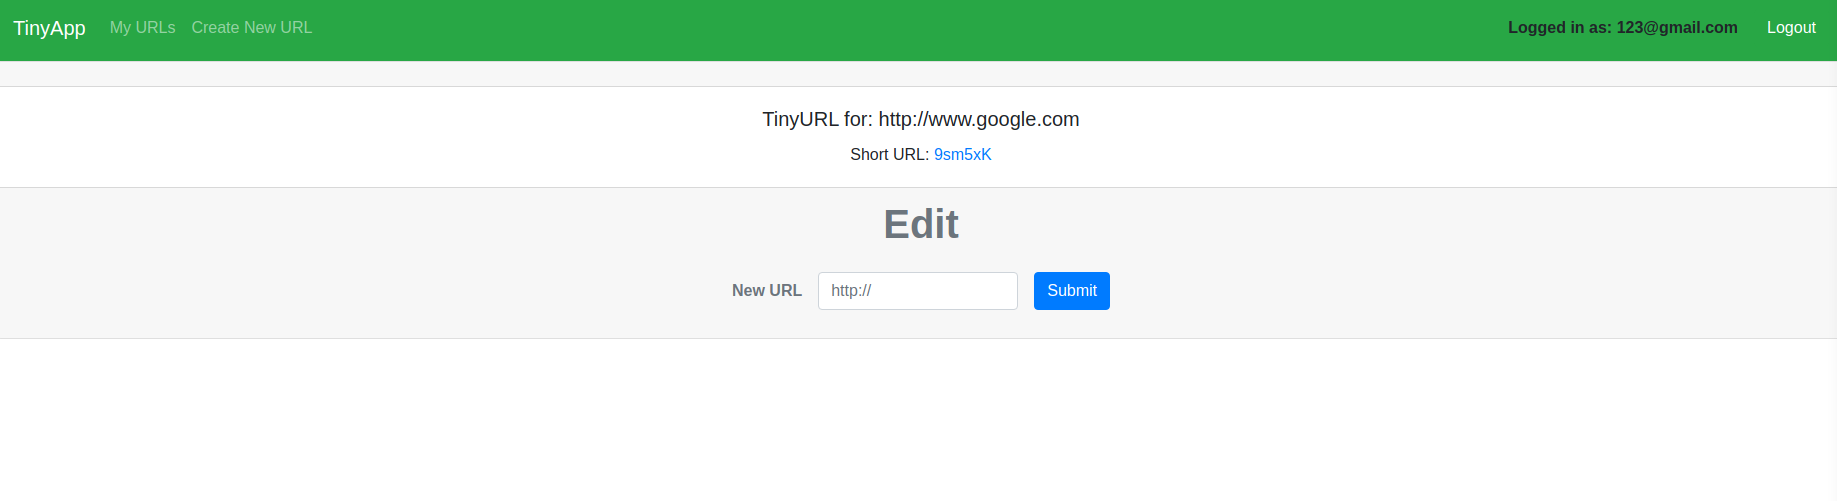 TinyApp My URLs Create New URL Logged in as: 123@gmail.com Logout
TinyURL for: http://www.google.com
Short URL: 9sm5xK
Edit
New URL http:// Submit